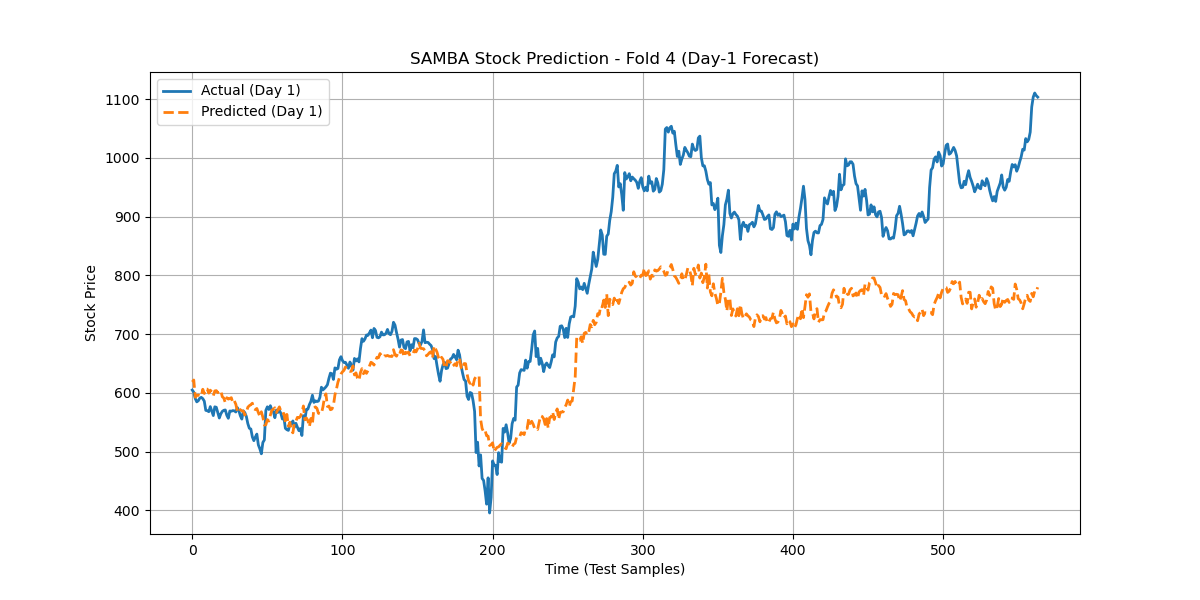 SAMBA Stock Prediction - Fold 4 (Day-1 Forecast)
Actual (Day 1)
Predicted (Day 1)
Stock Price
1100
1000
900
800
700
600
500
400
0 100 200 300 400 500
Time (Test Samples)